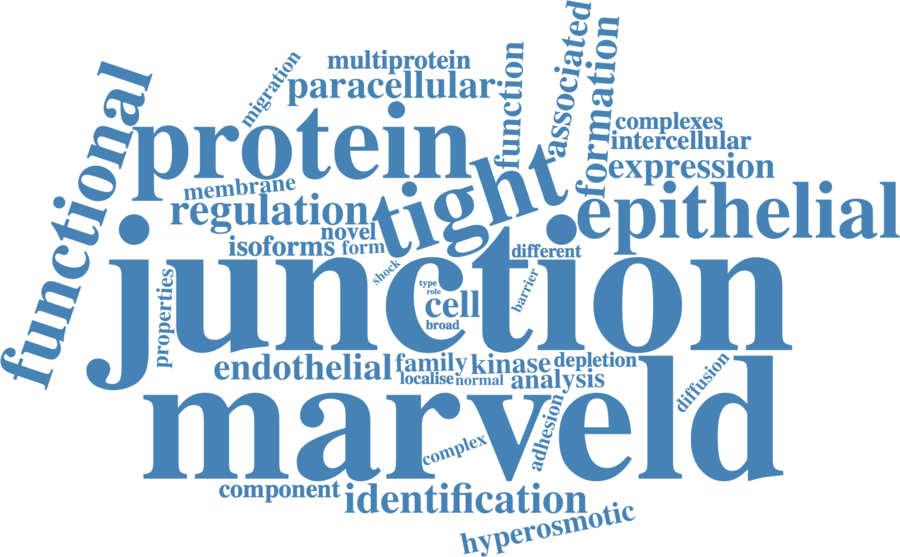 multiprotein
migration
paracellular
function
associated
formation
complexes
intercellular
expression
functional
protein
membrane
regulation
tight
epithelial
novel
isoforms
form
different
junction
shock
type
role
cell
broad
barrier
properties
endothelial
family
kinase
depletion
localise
normal
analysis
diffusion
marveld
complex
adhesion
component
identification
hyperosmotic